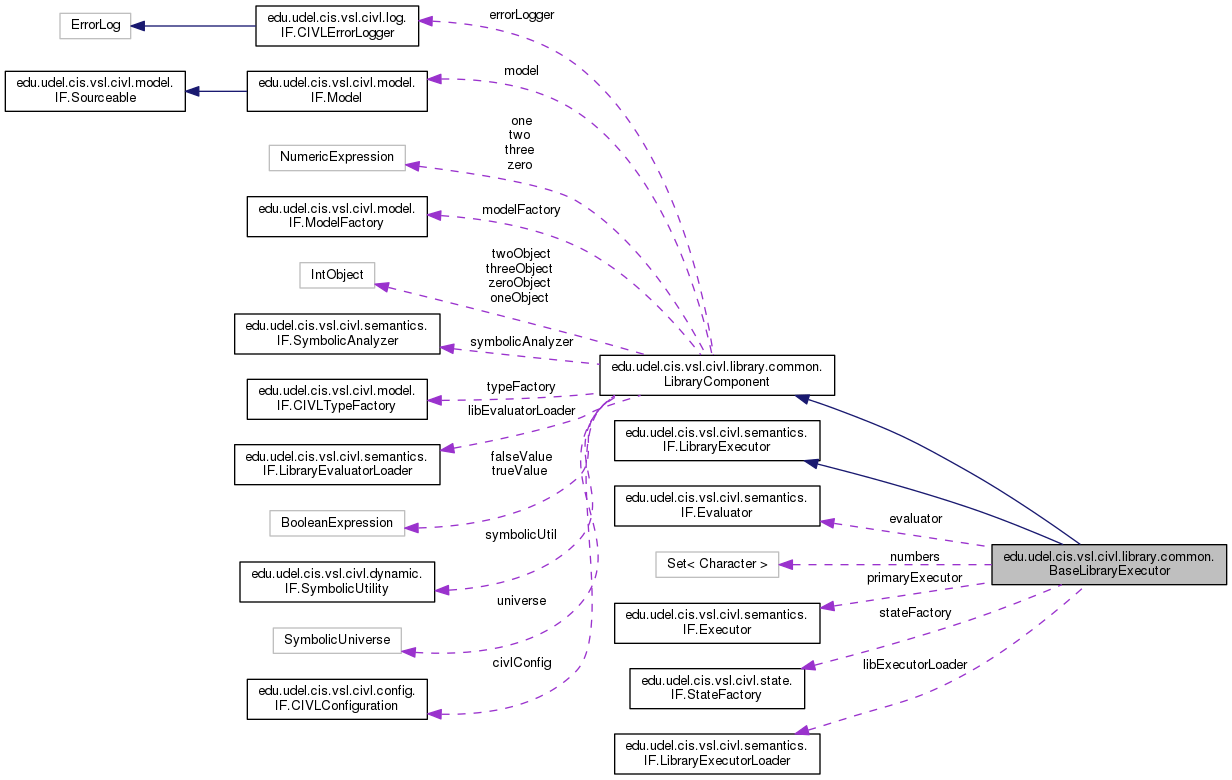 ErrorLog
edu.udel.cis.vsl.civl.log.
IF.CIVLErrorLogger
errorLogger
edu.udel.cis.vsl.civl.model.
IF.Sourceable
edu.udel.cis.vsl.civl.model.
IF.Model
model
NumericExpression
one
two
three
zero
edu.udel.cis.vsl.civl.model.
IF.ModelFactory
modelFactory
IntObject
twoObject
threeObject
zeroObject
oneObject
edu.udel.cis.vsl.civl.semantics.
IF.SymbolicAnalyzer
symbolicAnalyzer
edu.udel.cis.vsl.civl.library.common.
LibraryComponent
edu.udel.cis.vsl.civl.model.
IF.CIVLTypeFactory
typeFactory
libEvaluatorLoader
edu.udel.cis.vsl.civl.semantics.
IF.LibraryEvaluatorLoader
edu.udel.cis.vsl.civl.semantics.
IF.LibraryExecutor
BooleanExpression
falseValue
trueValue
edu.udel.cis.vsl.civl.semantics.
IF.Evaluator
evaluator
edu.udel.cis.vsl.civl.dynamic.
IF.SymbolicUtility
symbolicUtil
Set< Character >
numbers
edu.udel.cis.vsl.civl.library.common.
BaseLibraryExecutor
SymbolicUniverse
universe
edu.udel.cis.vsl.civl.semantics.
IF.Executor
primaryExecutor
edu.udel.cis.vsl.civl.config.
IF.CIVLConfiguration
civlConfig
edu.udel.cis.vsl.civl.state.
IF.StateFactory
stateFactory
libExecutorLoader
edu.udel.cis.vsl.civl.semantics.
IF.LibraryExecutorLoader